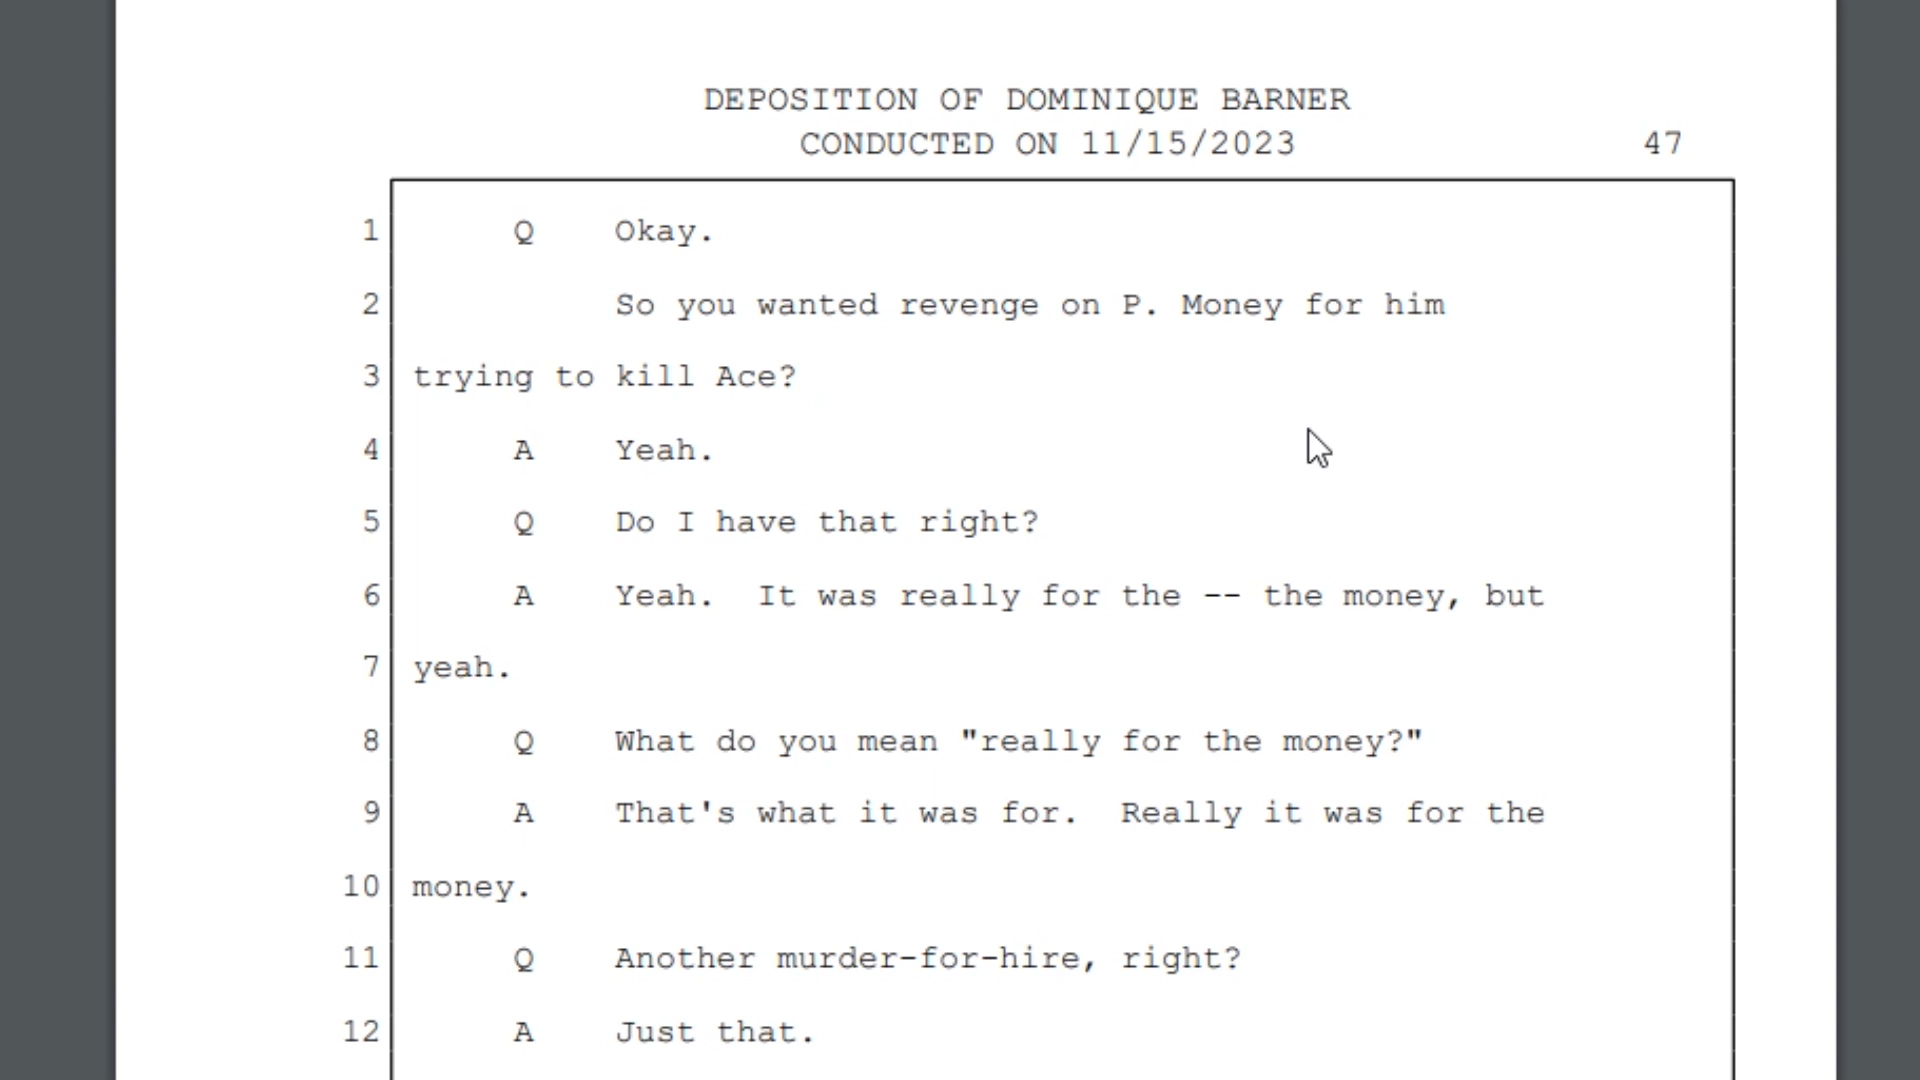 DEPOSITION OF DOMINIQUE BARNER
CONDUCTED ON 11/15/2023 47
1 Q Okay.
2 So you wanted revenge on P. Money for him
3 trying to kill Ace?
4 A Yeah.
5 Q Do I have that right?
6 A Yeah. It was really for the -- the money, but
7 yeah.
8 Q What do you mean "really for the money?"
9 A That's what it was for. Really it was for the
10 money.
11 Q Another murder-for-hire, right?
12 A Just that.